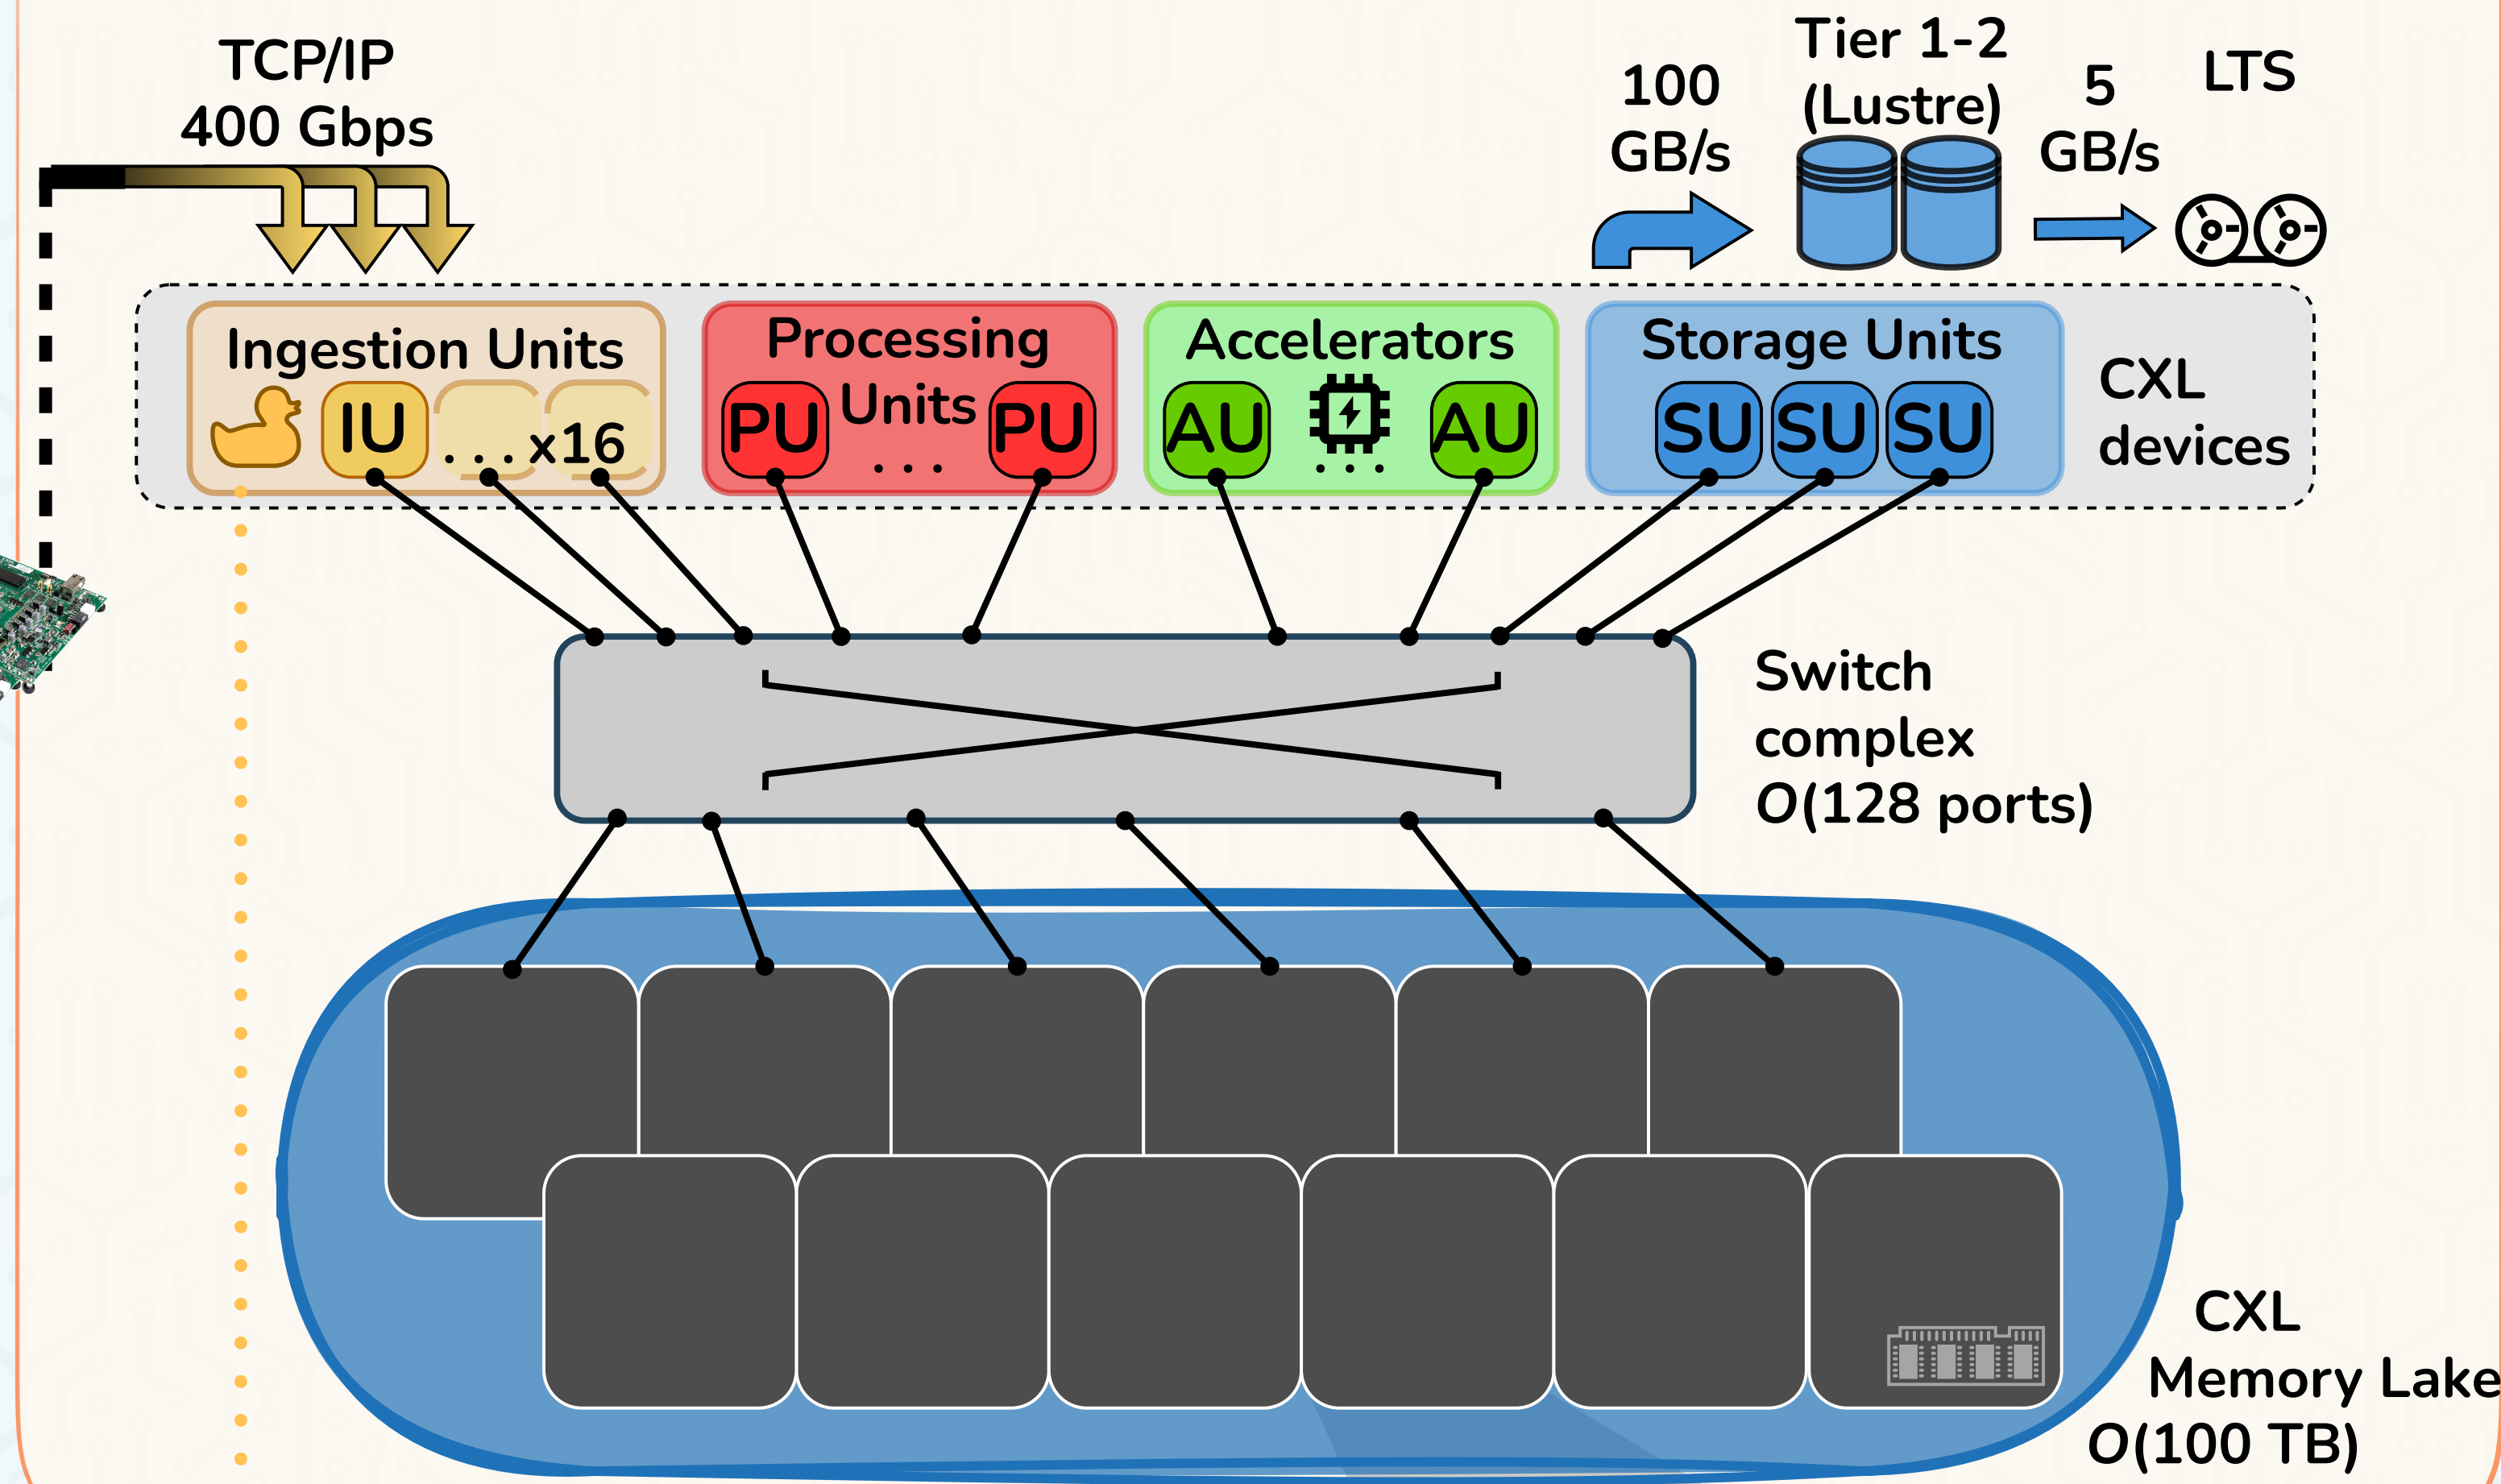 TCP/IP
400 Gbps
100
GB/s
Tier 1-2
(Lustre)
5
GB/s
LTS
Ingestion Units
IU
. . . x16
Processing
Units
PU
. . .
PU
Accelerators
AU
. . .
AU
Storage Units
SU
SU
SU
CXL
devices
Switch
complex
O(128 ports)
CXL
Memory Lake
O(100 TB)